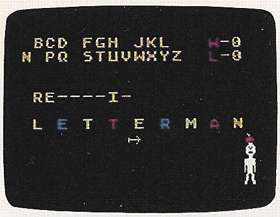 BCD FGH JKL W-0
N PQ STUVWXYZ L-0
RE----I-
LETTERMAN